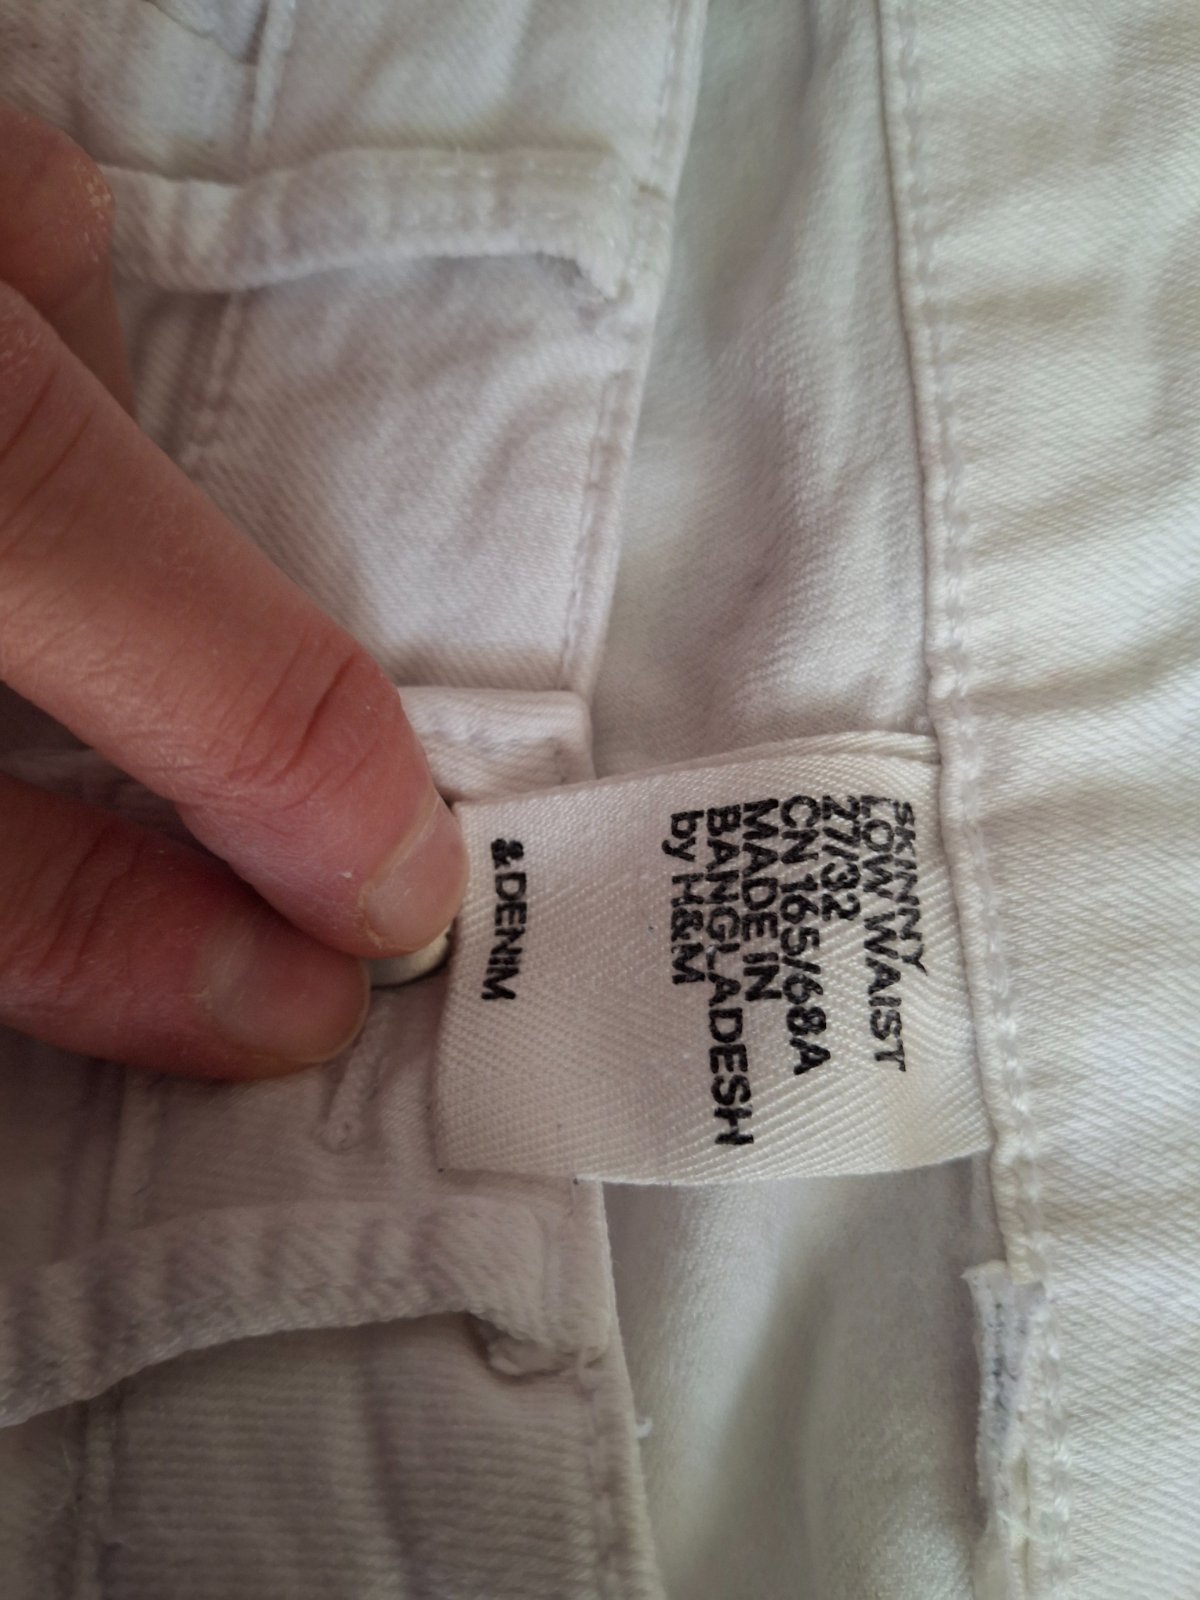 SKINNY
LOW WAIST
27/32
CN 165/68A
MADE IN
BANGLADESH
by H&M
&DENIM